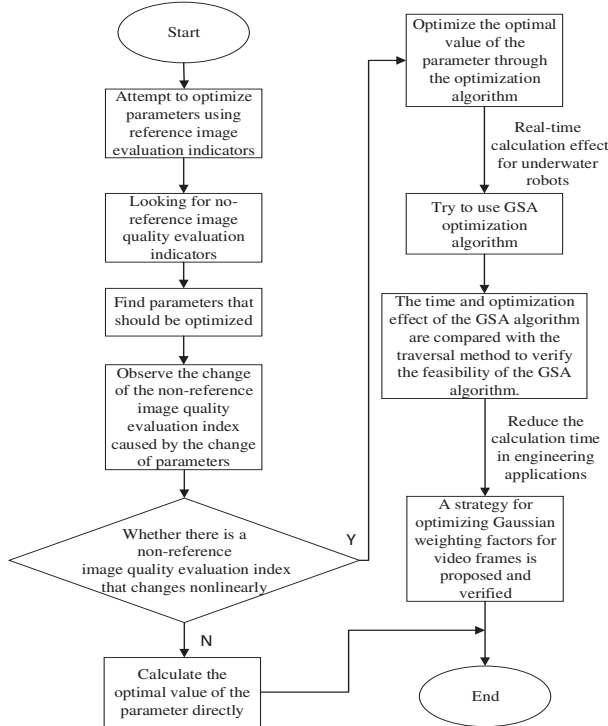 Start
Attempt to optimize
parameters using
reference image
evaluation indicators
Looking for no-
reference image
quality evaluation
indicators
Find parameters that
should be optimized
Observe the change
of the non-reference
image quality
evaluation index
caused by the change
of parameters
Whether there is a
non-reference
image quality evaluation index
that changes nonlinearly
Y
N
Calculate the
optimal value of the
parameter directly
Optimize the optimal
value of the
parameter through
the optimization
algorithm
Real-time
calculation effect
for underwater
robots
Try to use GSA
optimization
algorithm
The time and optimization
effect of the GSA algorithm
are compared with the
traversal method to verify
the feasibility of the GSA
algorithm.
Reduce the
calculation time
in engineering
applications
A strategy for
optimizing Gaussian
weighting factors for
video frames is
proposed and
verified
End